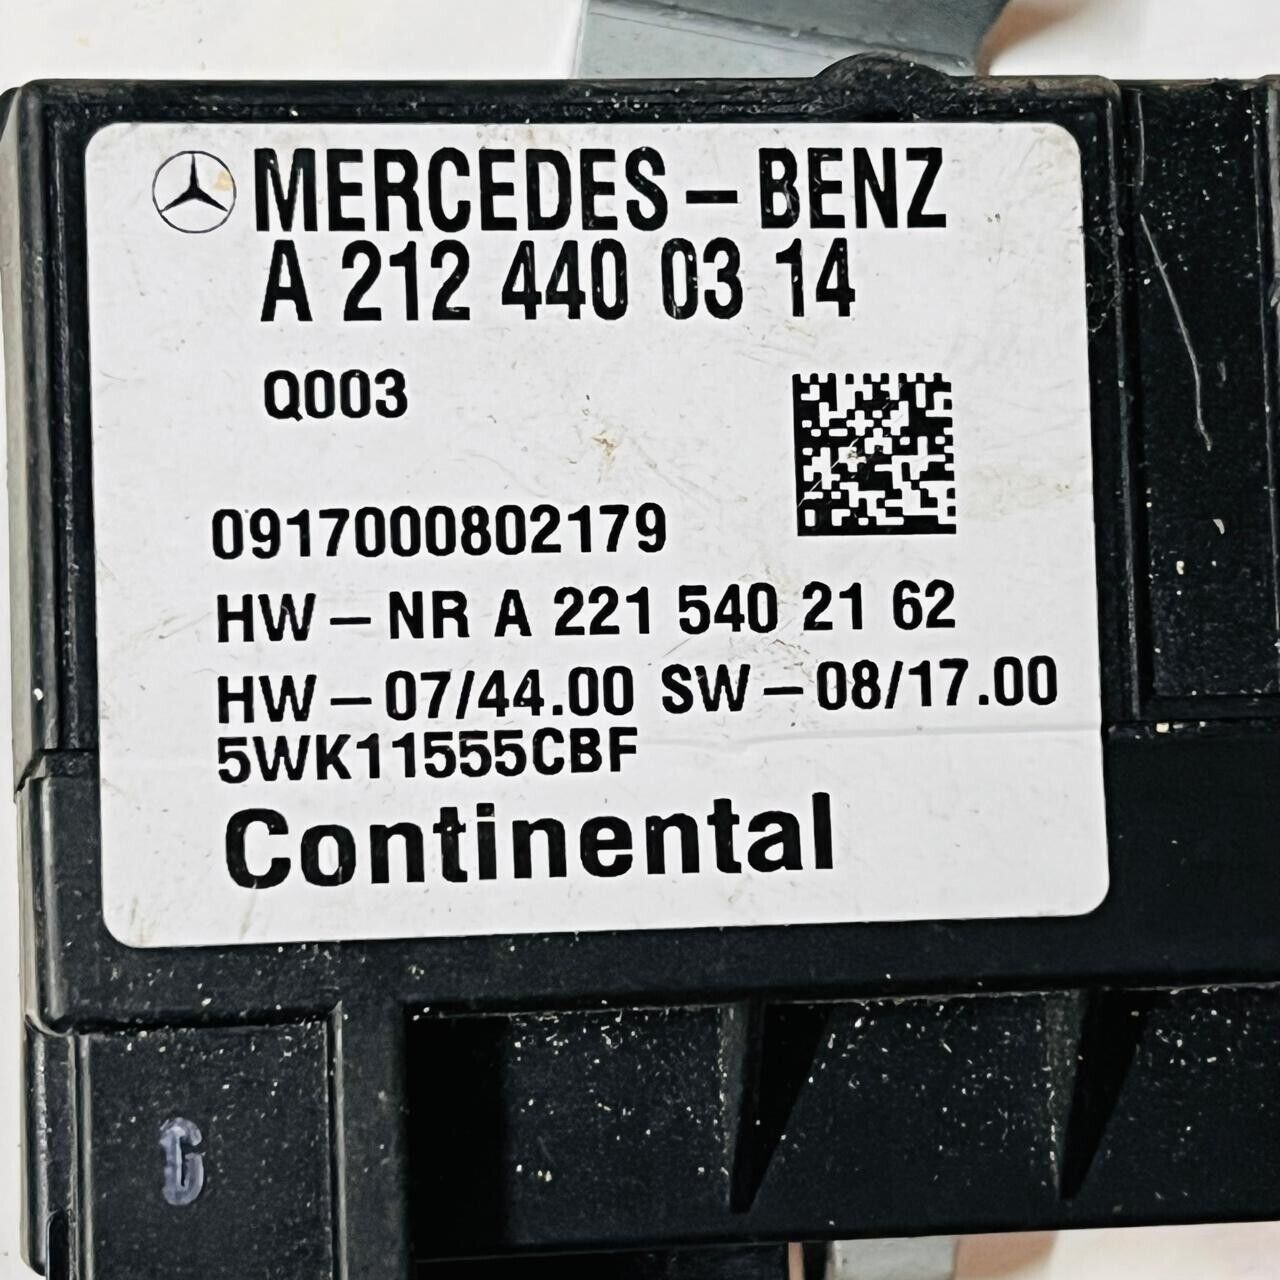 MERCEDES-BENZ
A 212 440 03 14
Q003
0917000802179
HW-NR A 221 540 21 62
HW-07/44.00 SW-08/17.00
5WK11555CBF
Continental